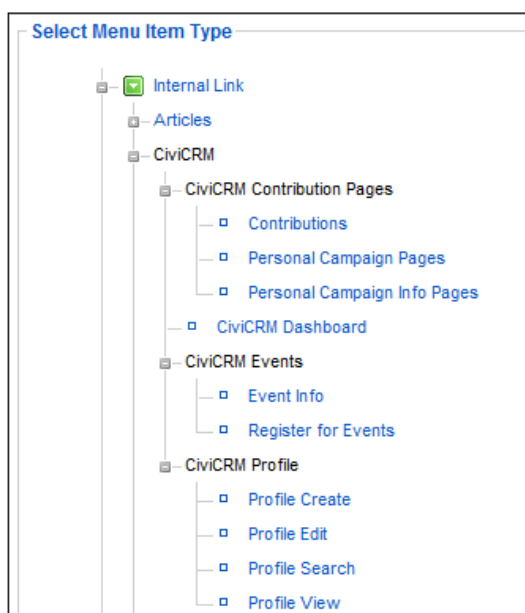 Select Menu Item Type
Internal Link
Articles
CiviCRM
CiviCRM Contribution Pages
Contributions
Personal Campaign Pages
Personal Campaign Info Pages
CiviCRM Dashboard
CiviCRM Events
Event Info
Register for Events
CiviCRM Profile
Profile Create
Profile Edit
Profile Search
Profile View